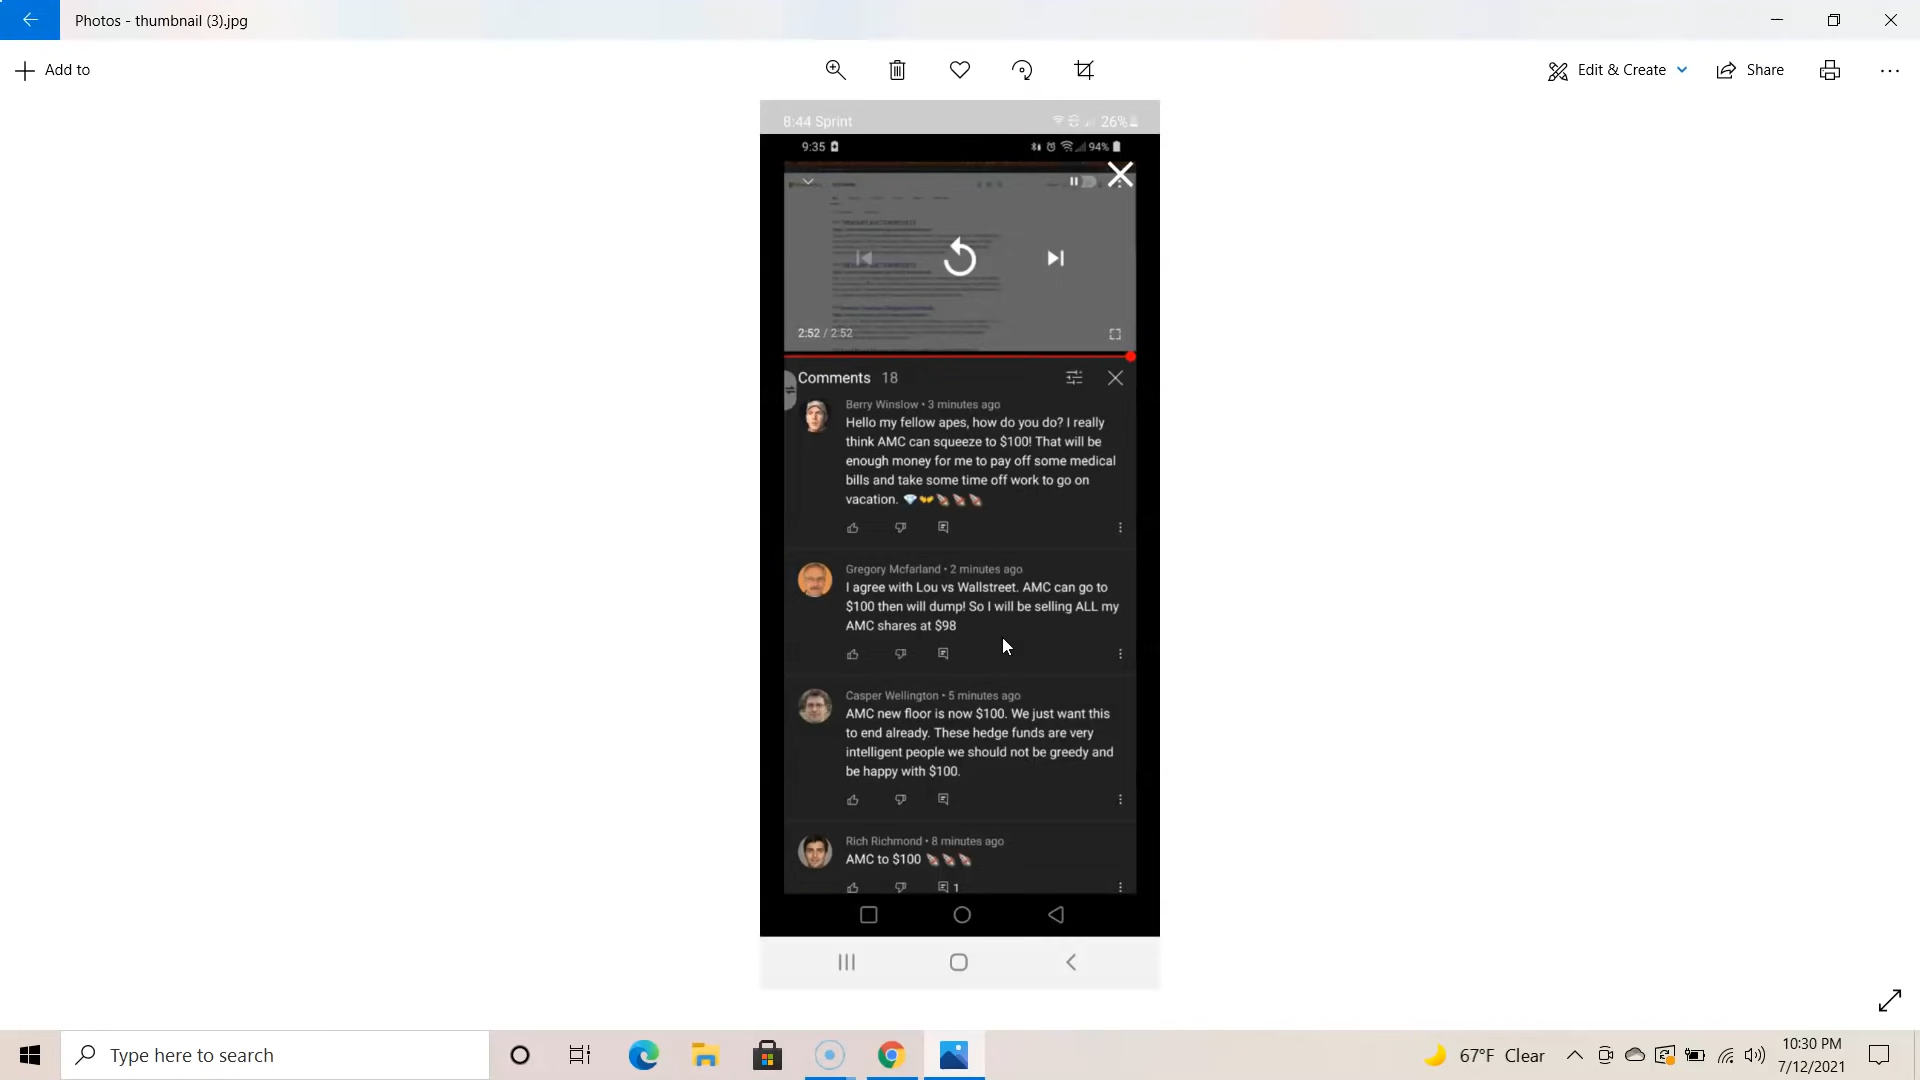 Photos - thumbnail (3).jpg
Add to
Edit & Create
Share
8:44 Sprint
26%
9:35
94%
2:52 / 2:52
Comments 18
Berry Winslow • 3 minutes ago
Hello my fellow apes, how do you do? I really
think AMC can squeeze to $100! That will be
enough money for me to pay off some medical
bills and take some time off work to go on
vacation. 💎👐🚀🚀🚀
Gregory Mcfarland • 2 minutes ago
I agree with Lou vs Wallstreet. AMC can go to
$100 then will dump! So I will be selling ALL my
AMC shares at $98
Casper Wellington • 5 minutes ago
AMC new floor is now $100. We just want this
to end already. These hedge funds are very
intelligent people we should not be greedy and
be happy with $100.
Rich Richmond • 8 minutes ago
AMC to $100 🚀🚀🚀
1
Type here to search
67°F Clear
10:30 PM
7/12/2021